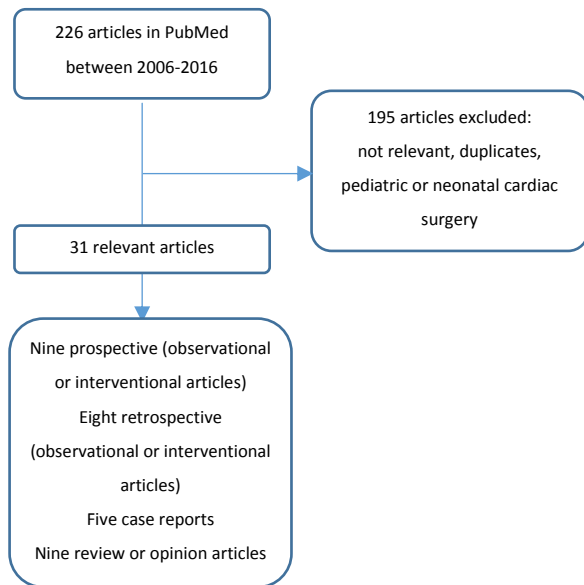 226 articles in PubMed
between 2006-2016
195 articles excluded:
not relevant, duplicates,
pediatric or neonatal cardiac
surgery
31 relevant articles
Nine prospective (observational
or interventional articles)
Eight retrospective
(observational or interventional
articles)
Five case reports
Nine review or opinion articles